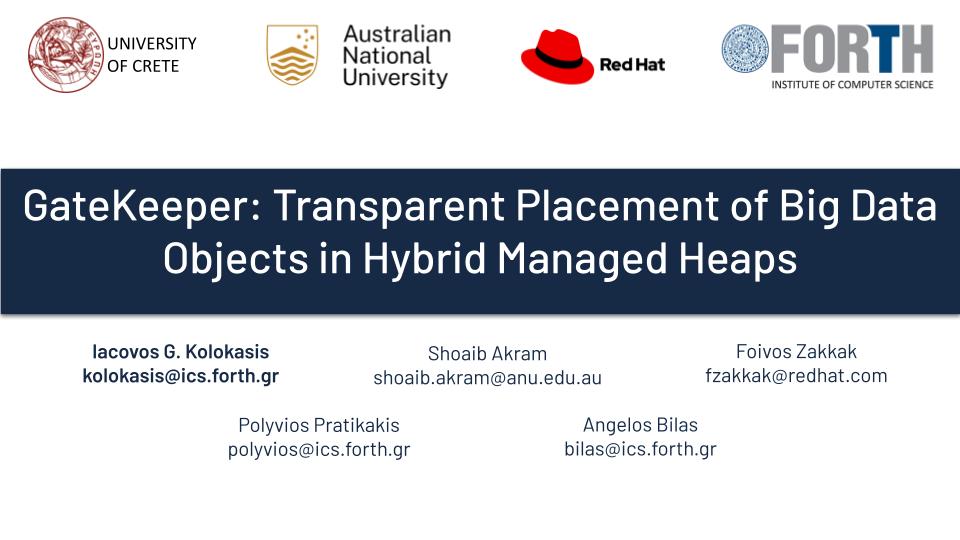 UNIVERSITY
OF CRETE
Australian
National
University
Red Hat
FORTH
INSTITUTE OF COMPUTER SCIENCE
GateKeeper: Transparent Placement of Big Data
Objects in Hybrid Managed Heaps
Iacovos G. Kolokasis
kolokasis@ics.forth.gr
Shoaib Akram
shoaib.akram@anu.edu.au
Foivos Zakkak
fzakkak@redhat.com
Polyvios Pratikakis
polyvios@ics.forth.gr
Angelos Bilas
bilas@ics.forth.gr